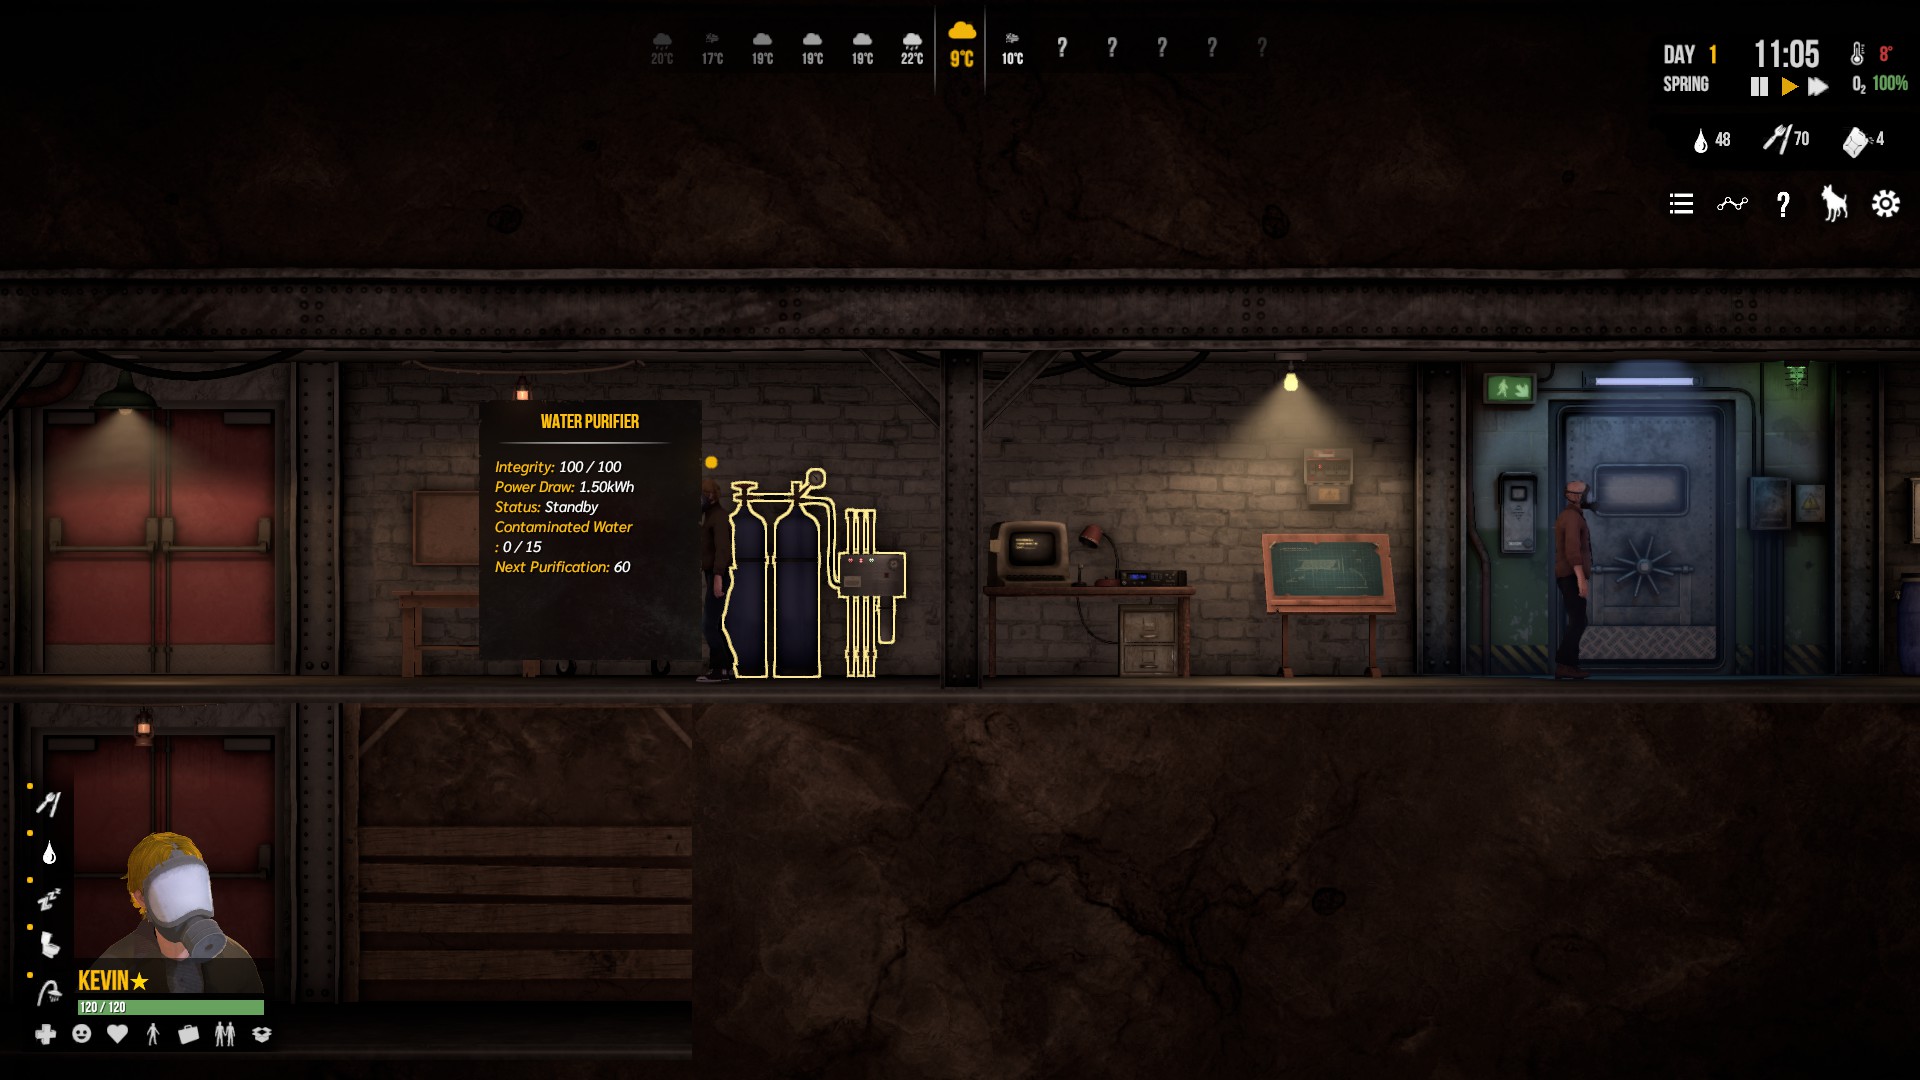 20°C 17°C 19°C 19°C 19°C 22°C 9°C 10°C ? ? ? ? ?
DAY 1 11:05 8°
SPRING O₂ 100%
48 70 4
?
WATER PURIFIER
Integrity: 100 / 100
Power Draw: 1.50kWh
Status: Standby
Contaminated Water
: 0 / 15
Next Purification: 60
KEVIN★
120 / 120